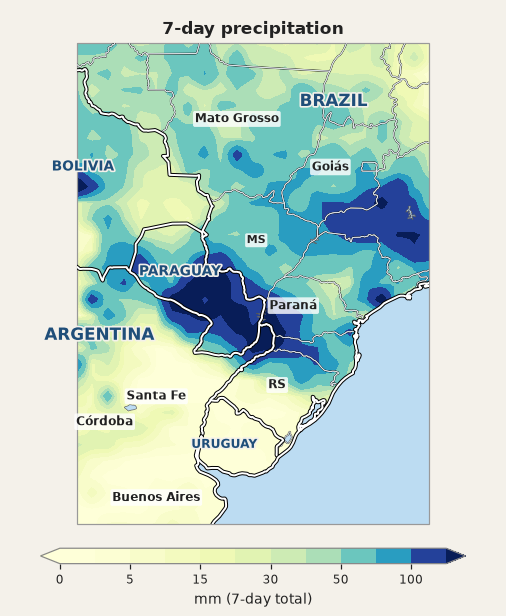 7-day precipitation
BRAZIL
Mato Grosso
BOLIVIA
Goiás
MS
PARAGUAY
Paraná
ARGENTINA
RS
Santa Fe
Córdoba
URUGUAY
Buenos Aires
0 5 15 30 50 100
mm (7-day total)